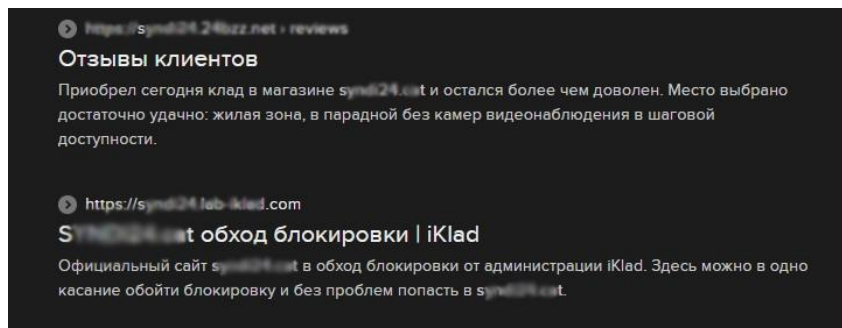 › reviews
Отзывы клиентов
Приобрел сегодня клад в магазине и остался более чем доволен. Место выбрано
достаточно удачно: жилая зона, в парадной без камер видеонаблюдения в шаговой
доступности.
.com
обход блокировки | iKlad
Официальный сайт в обход блокировки от администрации iKlad. Здесь можно в одно
касание обойти блокировку и без проблем попасть в